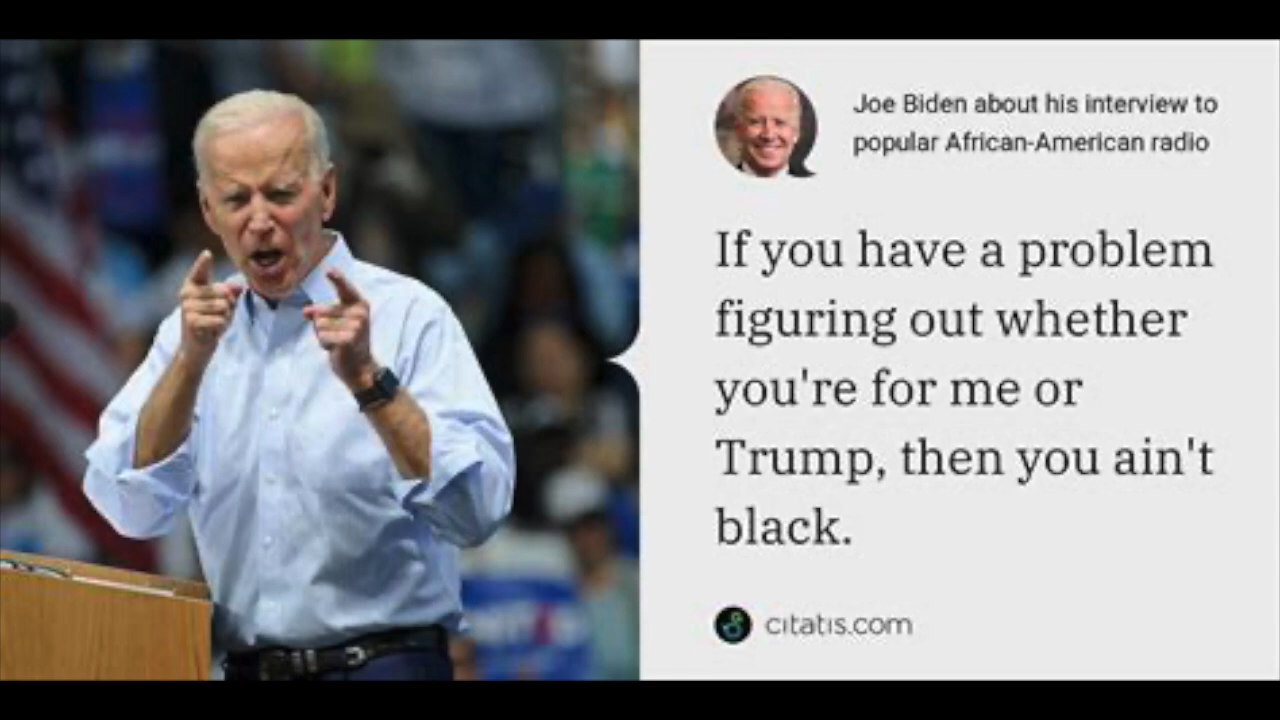 Joe Biden about his interview to
popular African-American radio
If you have a problem
figuring out whether
you're for me or
Trump, then you ain't
black.
citatis.com